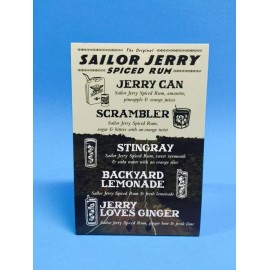 The Original
SAILOR JERRY
SPICED RUM
JERRY CAN
Sailor Jerry Spiced Rum, amaretto,
pineapple & orange juices
SCRAMBLER
Sailor Jerry Spiced Rum,
sugar & bitters with an orange twist
STINGRAY
Sailor Jerry Spiced Rum, sweet vermouth
& soda water with an orange slice
BACKYARD
LEMONADE
Sailor Jerry Spiced Rum & fresh lemonade
JERRY
LOVES GINGER
Sailor Jerry Spiced Rum, ginger beer & fresh lime